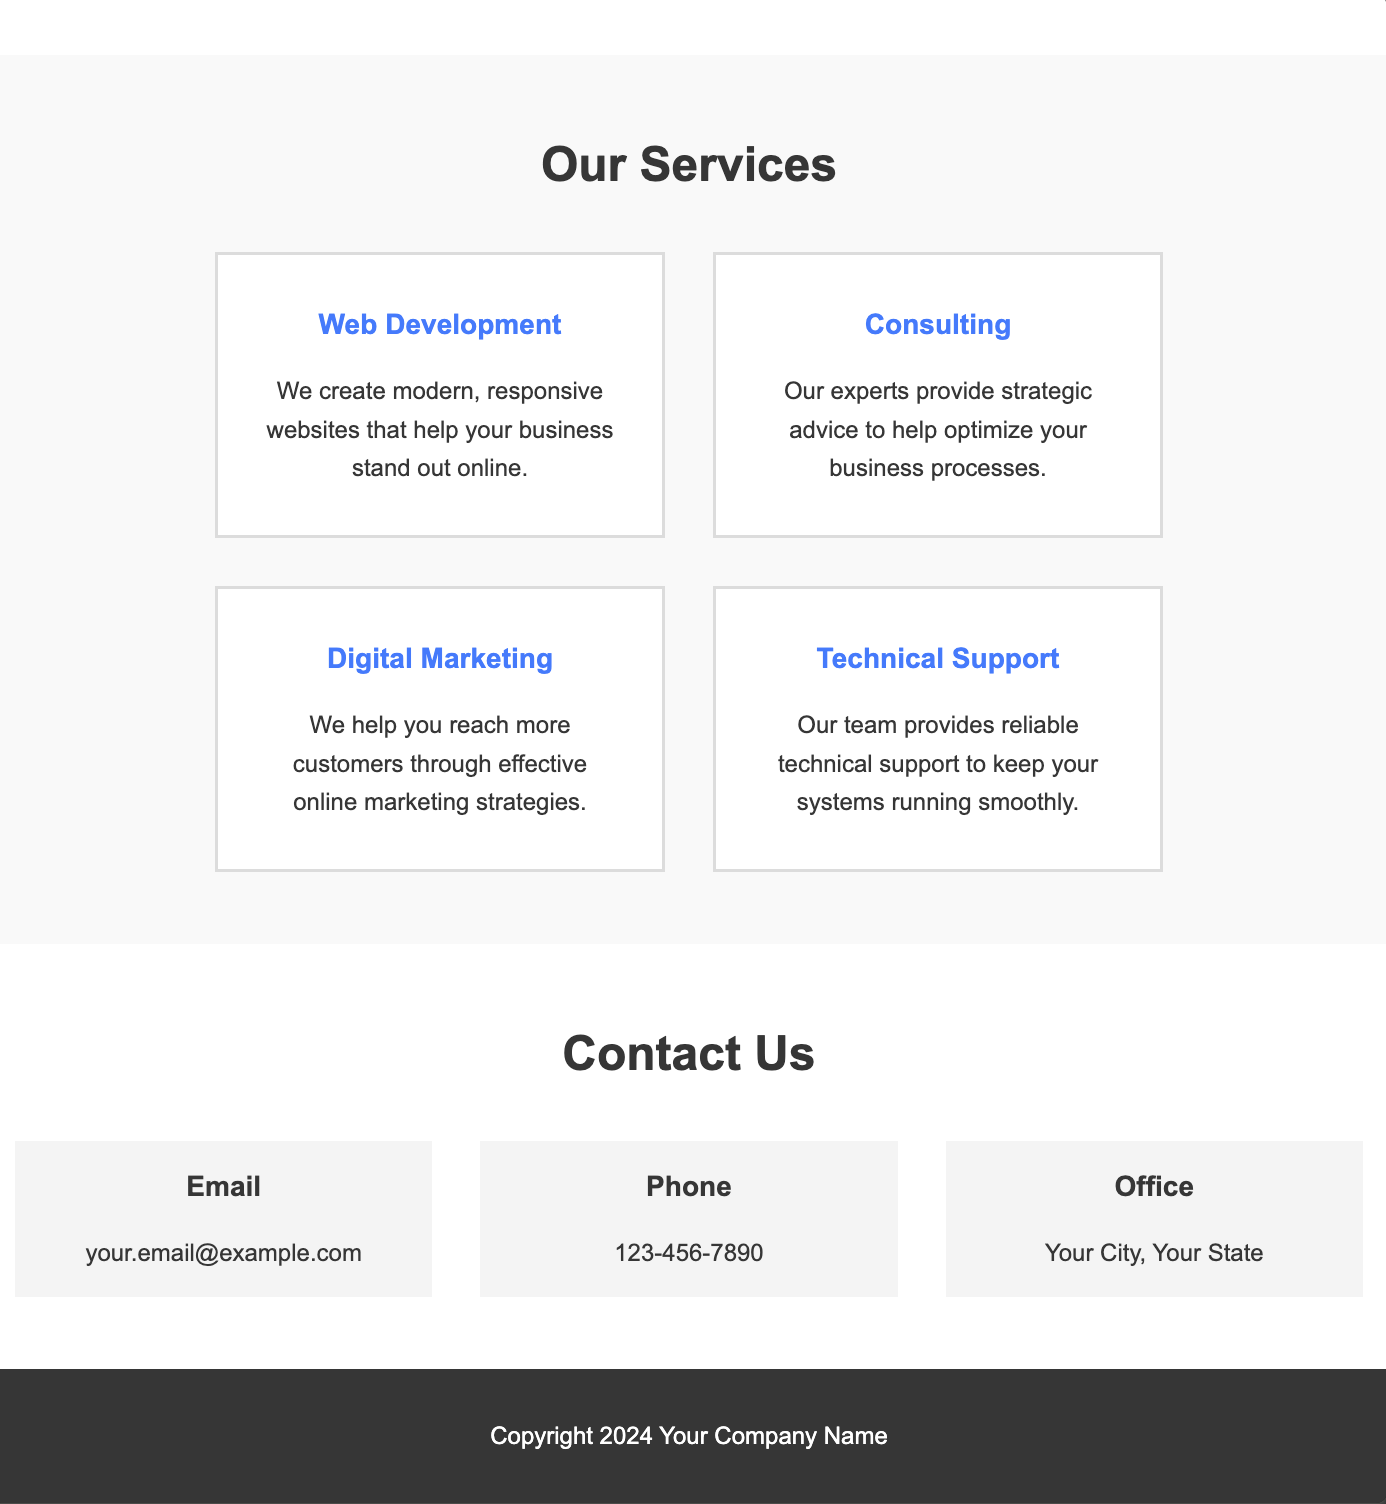 Our Services
Web Development
We create modern, responsive
websites that help your business
stand out online.
Consulting
Our experts provide strategic
advice to help optimize your
business processes.
Digital Marketing
We help you reach more
customers through effective
online marketing strategies.
Technical Support
Our team provides reliable
technical support to keep your
systems running smoothly.
Contact Us
Email
your.email@example.com
Phone
123-456-7890
Office
Your City, Your State
Copyright 2024 Your Company Name